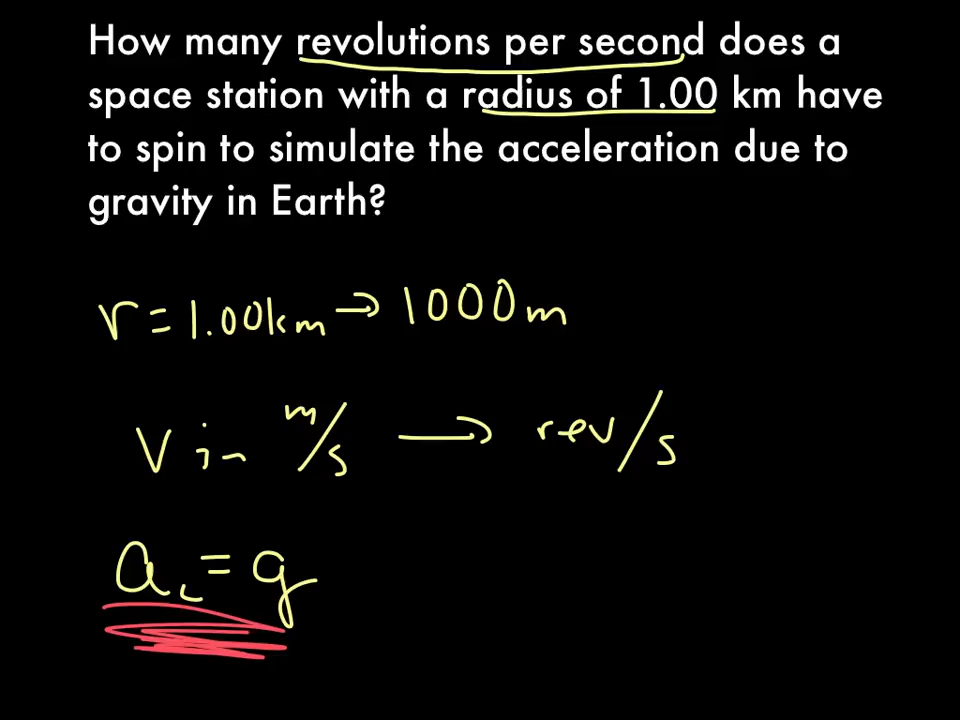 How many revolutions per second does a
space station with a radius of 1.00 km have
to spin to simulate the acceleration due to
gravity in Earth?
r = 1.00km → 1000m
V in m/s → rev/s
a_c = g